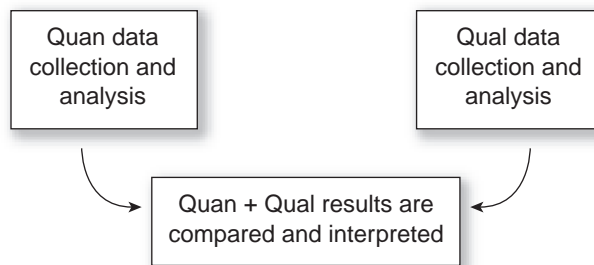 Quan data
collection and
analysis
Qual data
collection and
analysis
Quan + Qual results are
compared and interpreted